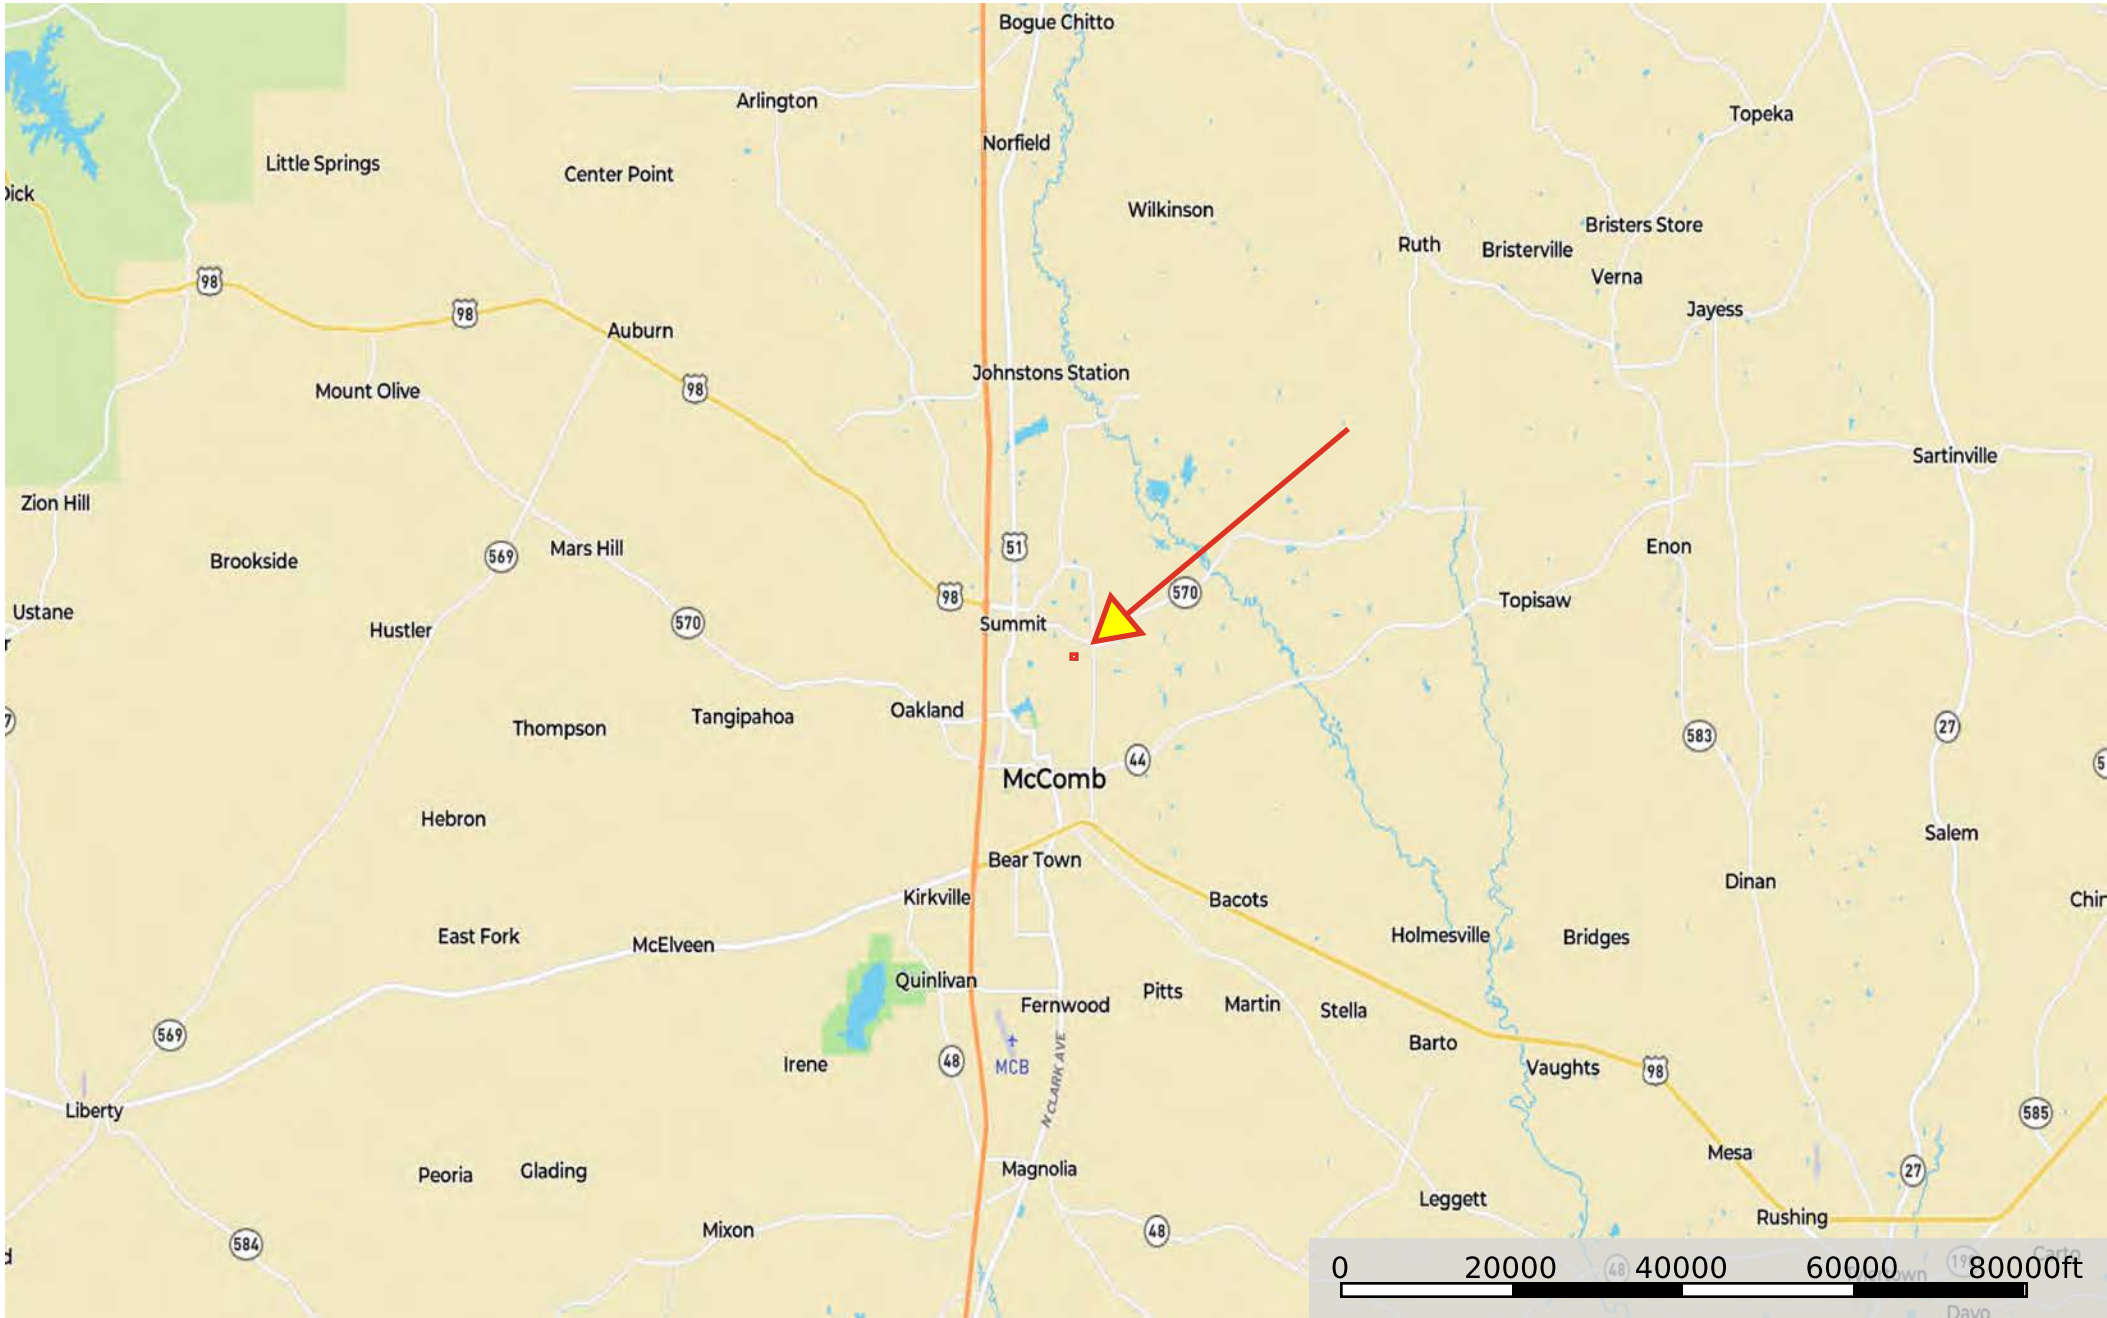 Bogue Chitto
Arlington
Topeka
Norfield
Little Springs
Center Point
Wilkinson
Bristers Store
Ruth
Bristerville
Verna
98
98
Jayess
Auburn
Johnstons Station
98
Mount Olive
Sartinville
Zion Hill
51
Enon
Mars Hill
569
Brookside
570
98
Topisaw
Ustane
570
Summit
Hustler
Oakland
Tangipahoa
Thompson
27
583
44
McComb
Hebron
Salem
Bear Town
Dinan
Kirkville
Bacots
East Fork
Holmesville
Bridges
McElveen
Quinlivan
Pitts
Fernwood
Martin
Stella
569
Barto
48
Irene
MCB
Vaughts
98
N CLARK AVE
Liberty
585
Mesa
Magnolia
27
Glading
Peoria
Leggett
Rushing
Mixon
48
584
Carto
0 20000 40000 60000 80000ft
48